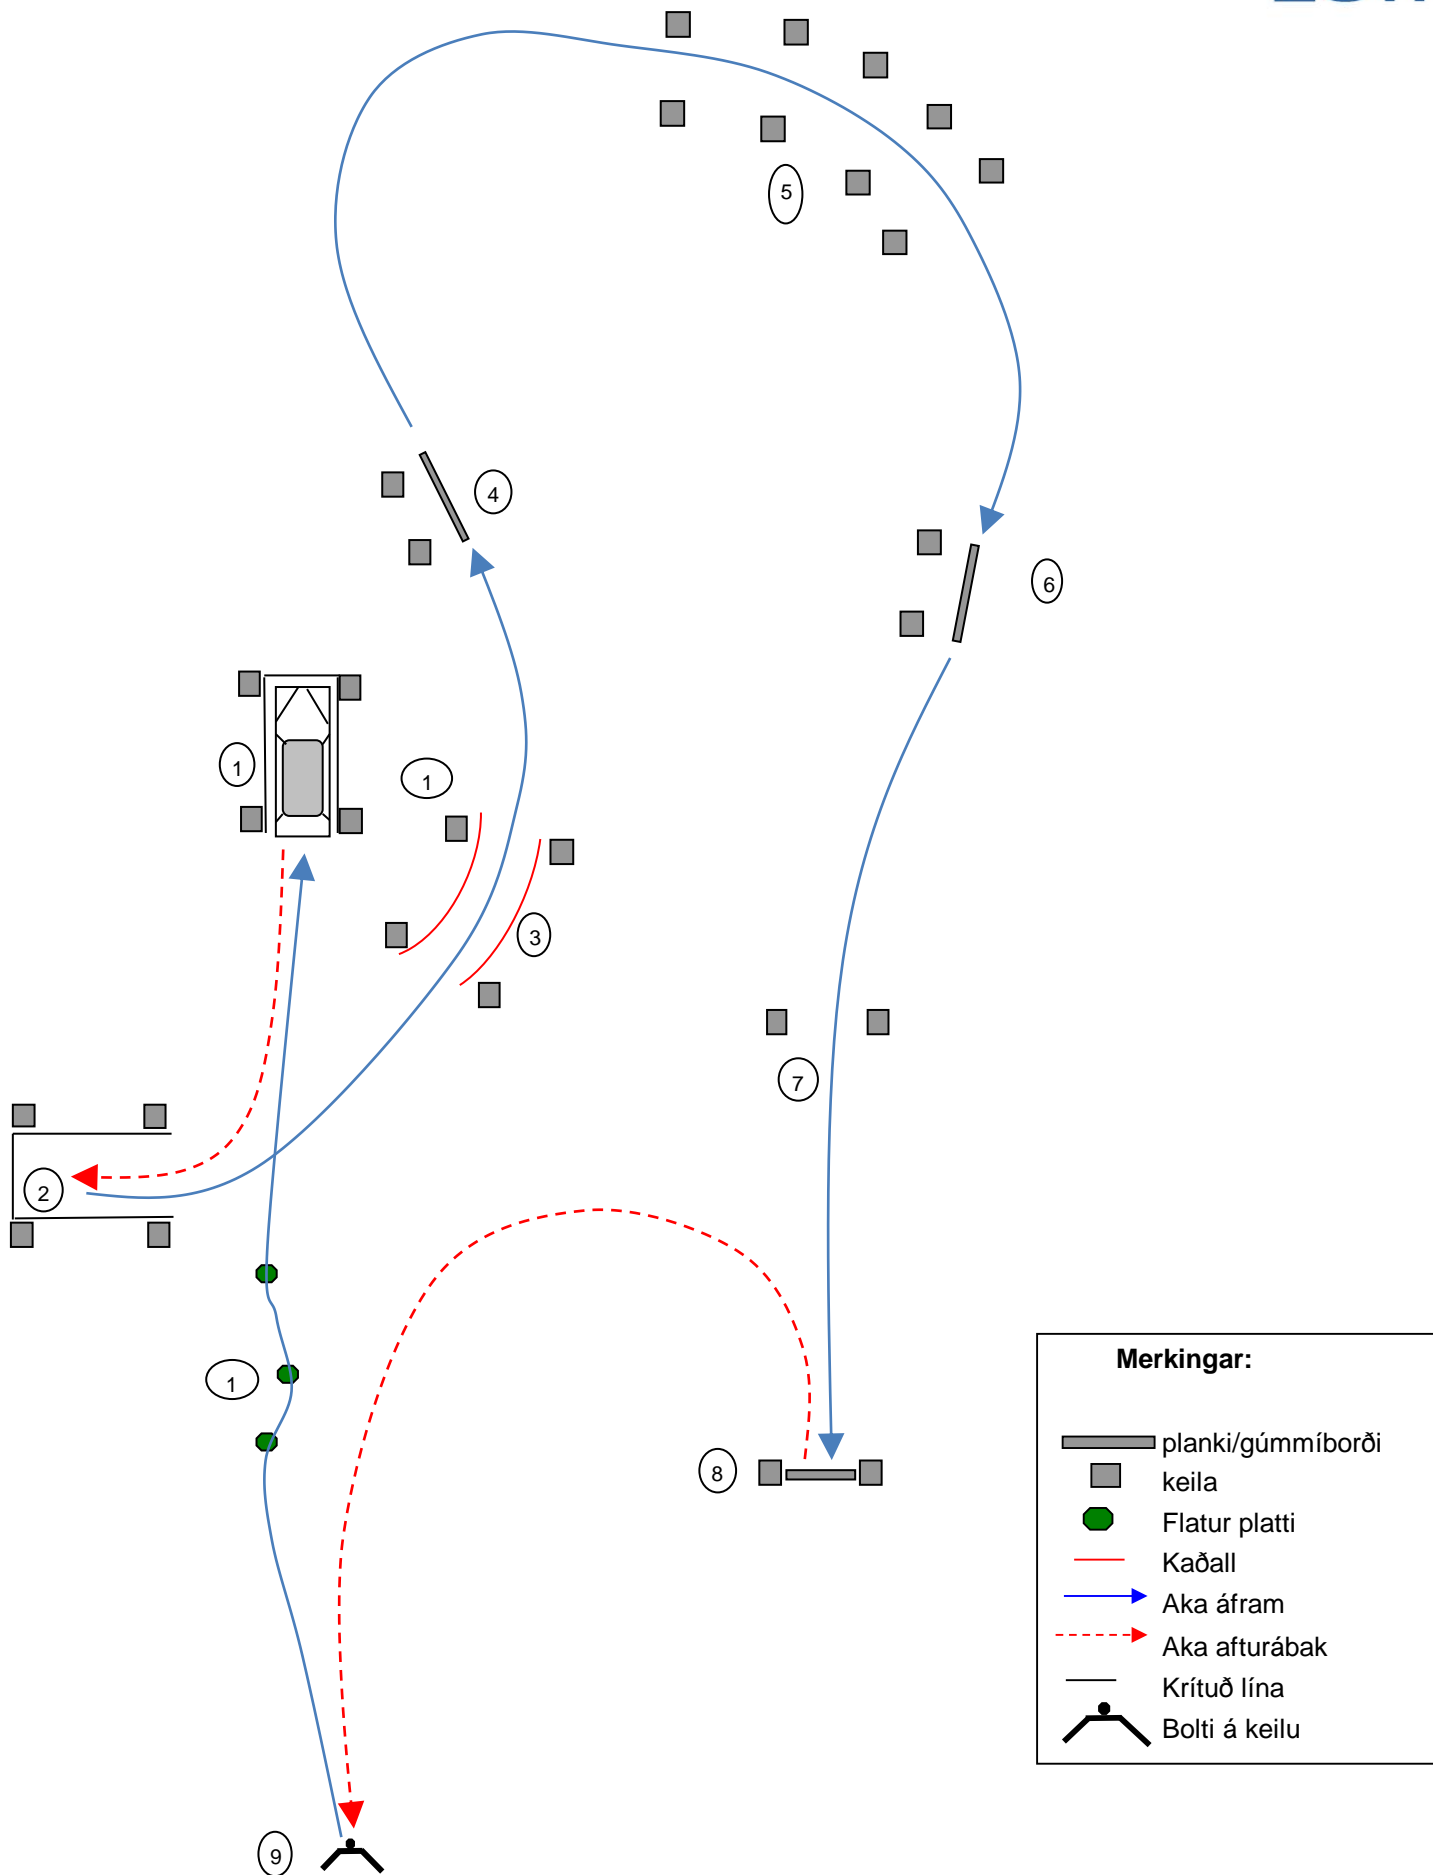 5
4
6
1
1
3
7
2
1
8
9
Merkingar:
planki/gúmmíborði
keila
Flatur platti
Kaðall
Aka áfram
Aka afturábak
Krítuð lína
Bolti á keilu